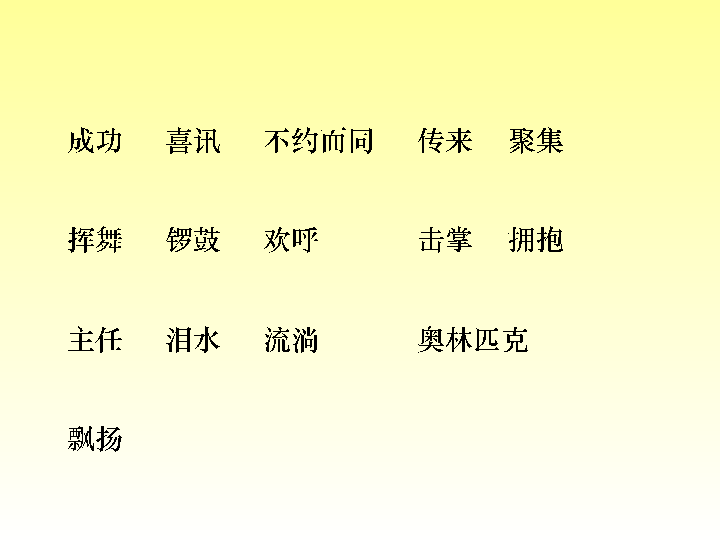 成功 喜讯 不约而同 传来 聚集
挥舞 锣鼓 欢呼 击掌 拥抱
主任 泪水 流淌 奥林匹克
飘扬